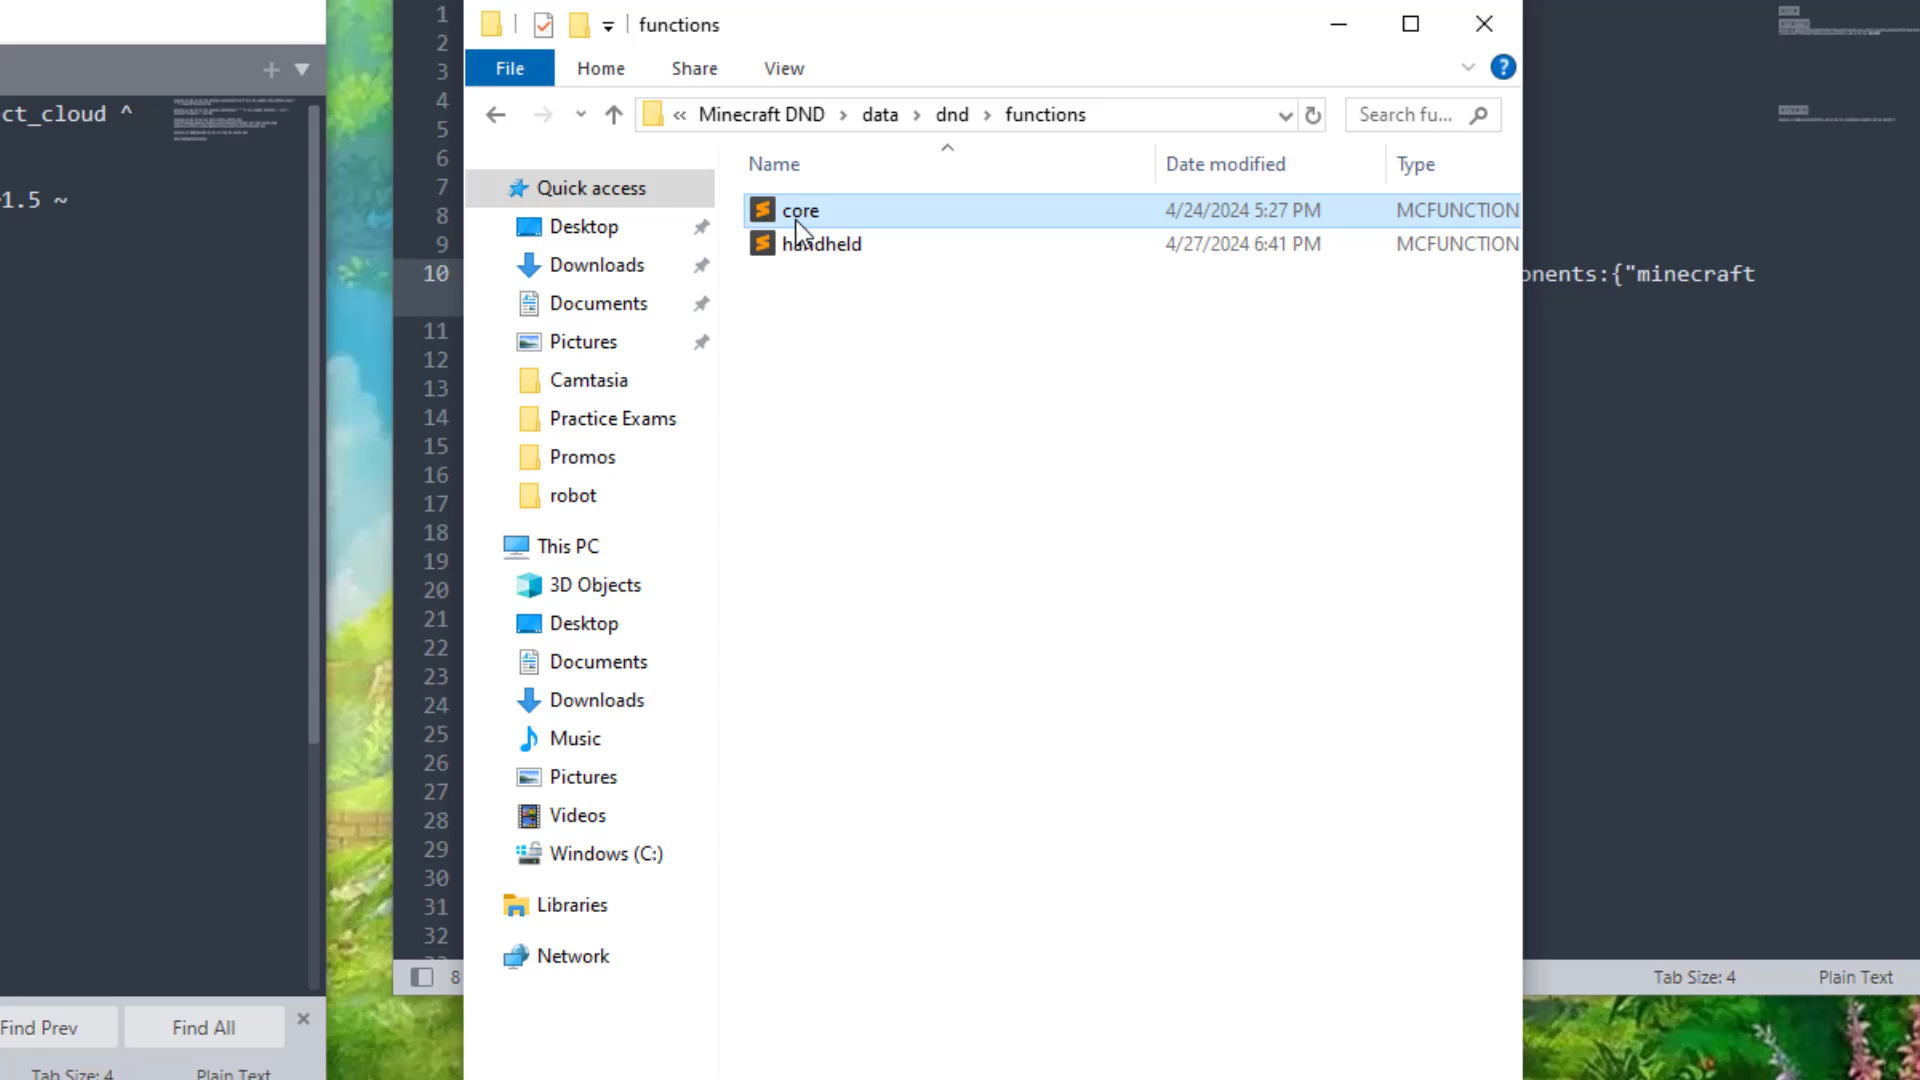 ct_cloud ^
1.5 ~
Find Prev
Find All
Tab Size: 4
Plain Text
1
2
3
4
5
6
7
8
9
10
11
12
13
14
15
16
17
18
19
20
21
22
23
24
25
26
27
28
29
30
31
32
8
functions
File
Home
Share
View
?
« Minecraft DND > data > dnd > functions
Search fu...
Name
Date modified
Type
core
4/24/2024 5:27 PM
MCFUNCTION
handheld
4/27/2024 6:41 PM
MCFUNCTION
Quick access
Desktop
Downloads
Documents
Pictures
Camtasia
Practice Exams
Promos
robot
This PC
3D Objects
Desktop
Documents
Downloads
Music
Pictures
Videos
Windows (C:)
Libraries
Network
onents:{"minecraft
Tab Size: 4
Plain Text